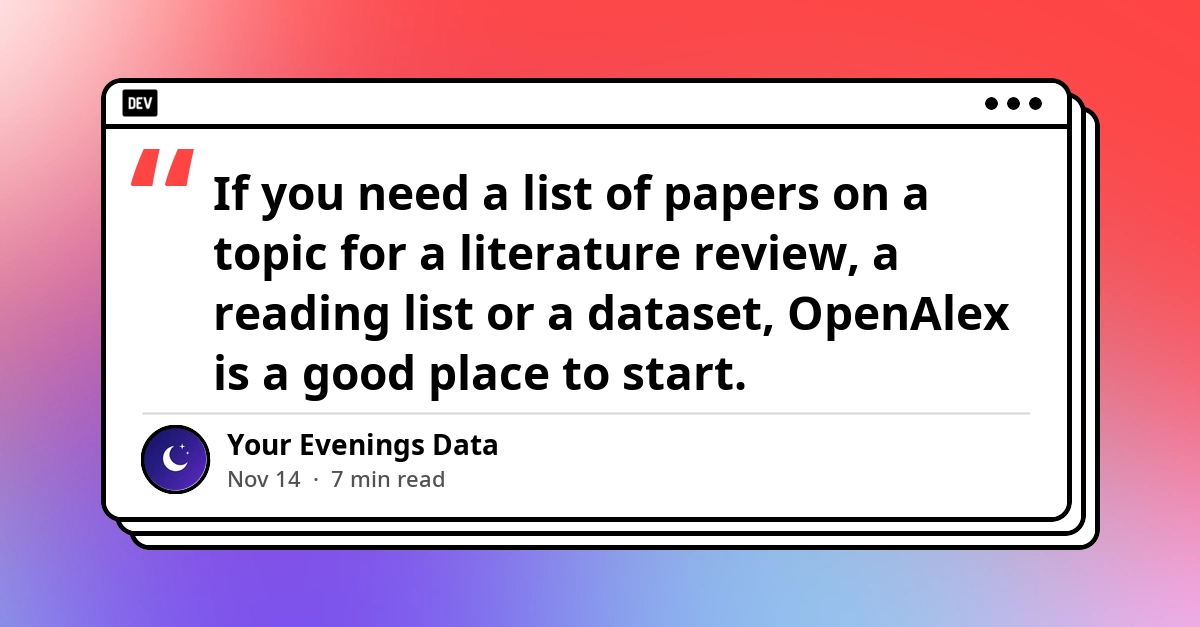 DEV
“ If you need a list of papers on a
topic for a literature review, a
reading list or a dataset, OpenAlex
is a good place to start.
Your Evenings Data
Nov 14 · 7 min read